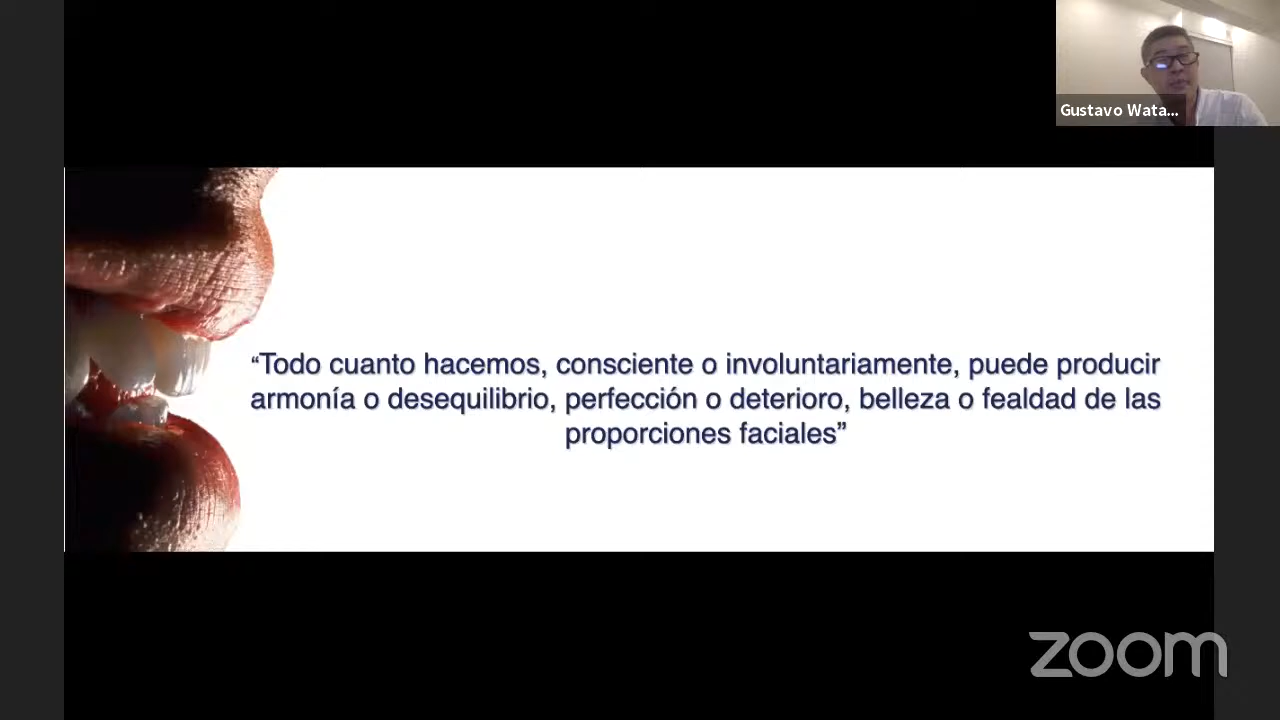 Gustavo Wata...
“Todo cuanto hacemos, consciente o involuntariamente, puede producir
armonía o desequilibrio, perfección o deterioro, belleza o fealdad de las
proporciones faciales”
zoom